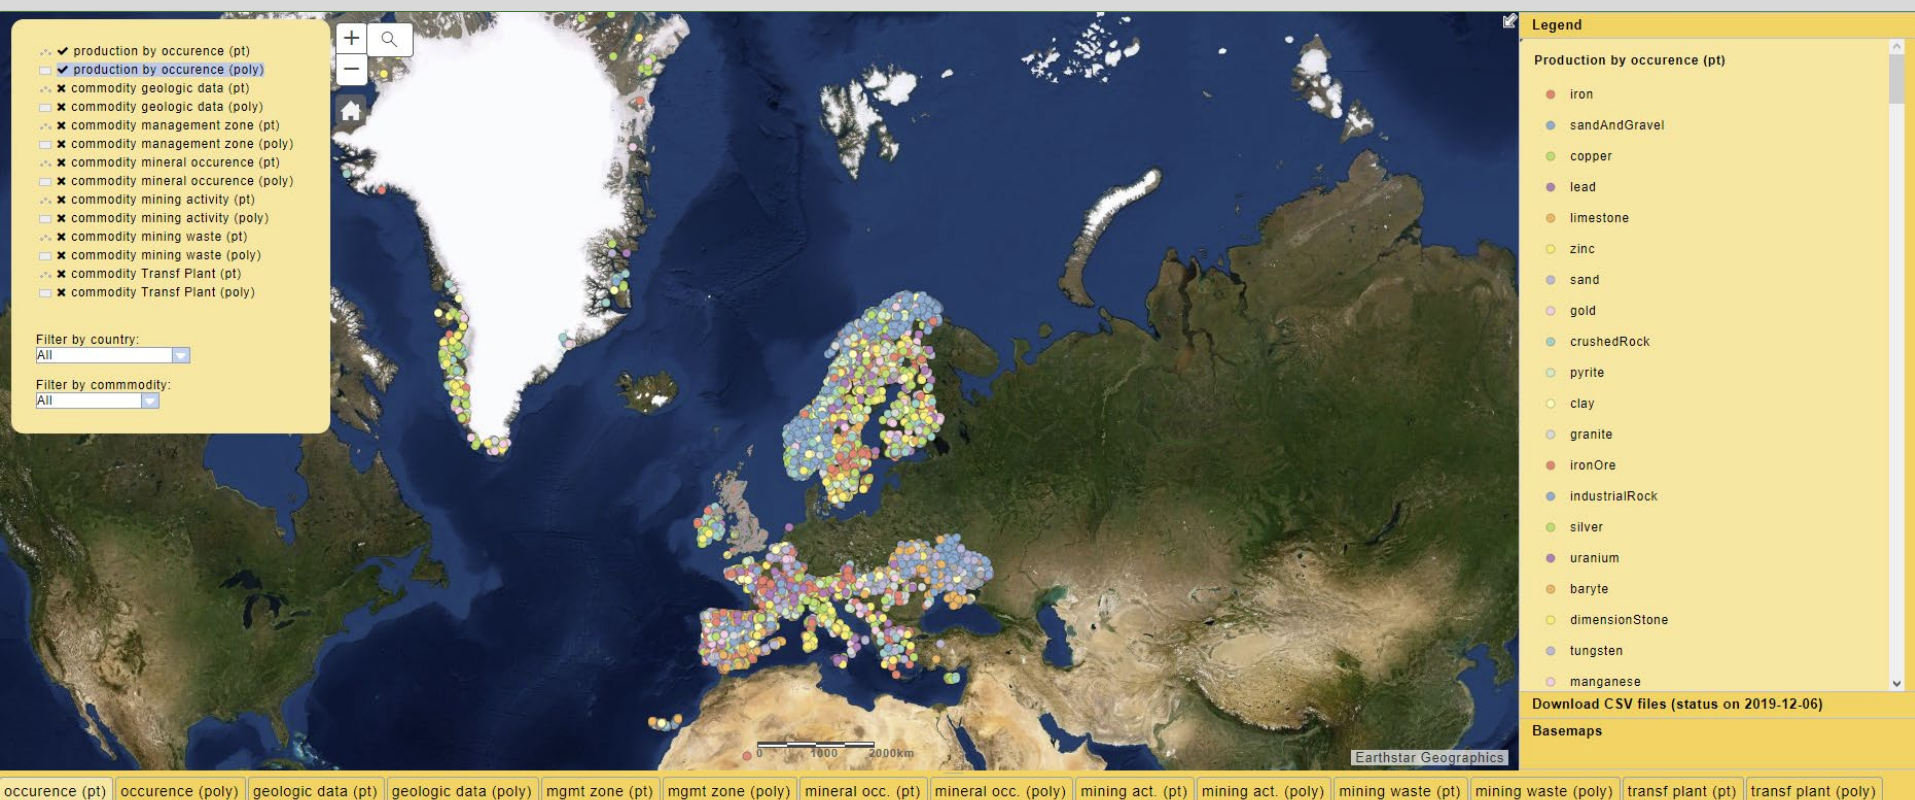 production by occurence (pt)
production by occurence (poly)
commodity geologic data (pt)
commodity geologic data (poly)
commodity management zone (pt)
commodity management zone (poly)
commodity mineral occurence (pt)
commodity mineral occurence (poly)
commodity mining activity (pt)
commodity mining activity (poly)
commodity mining waste (pt)
commodity mining waste (poly)
commodity Transf Plant (pt)
commodity Transf Plant (poly)
Filter by country:
All
Filter by commmodity:
All
+
−
0 1000 2000km
Earthstar Geographics
Legend
Production by occurence (pt)
iron
sandAndGravel
copper
lead
limestone
zinc
sand
gold
crushedRock
pyrite
clay
granite
ironOre
industrialRock
silver
uranium
baryte
dimensionStone
tungsten
manganese
Download CSV files (status on 2019-12-06)
Basemaps
occurence (pt) occurence (poly) geologic data (pt) geologic data (poly) mgmt zone (pt) mgmt zone (poly) mineral occ. (pt) mineral occ. (poly) mining act. (pt) mining act. (poly) mining waste (pt) mining waste (poly) transf plant (pt) transf plant (poly)